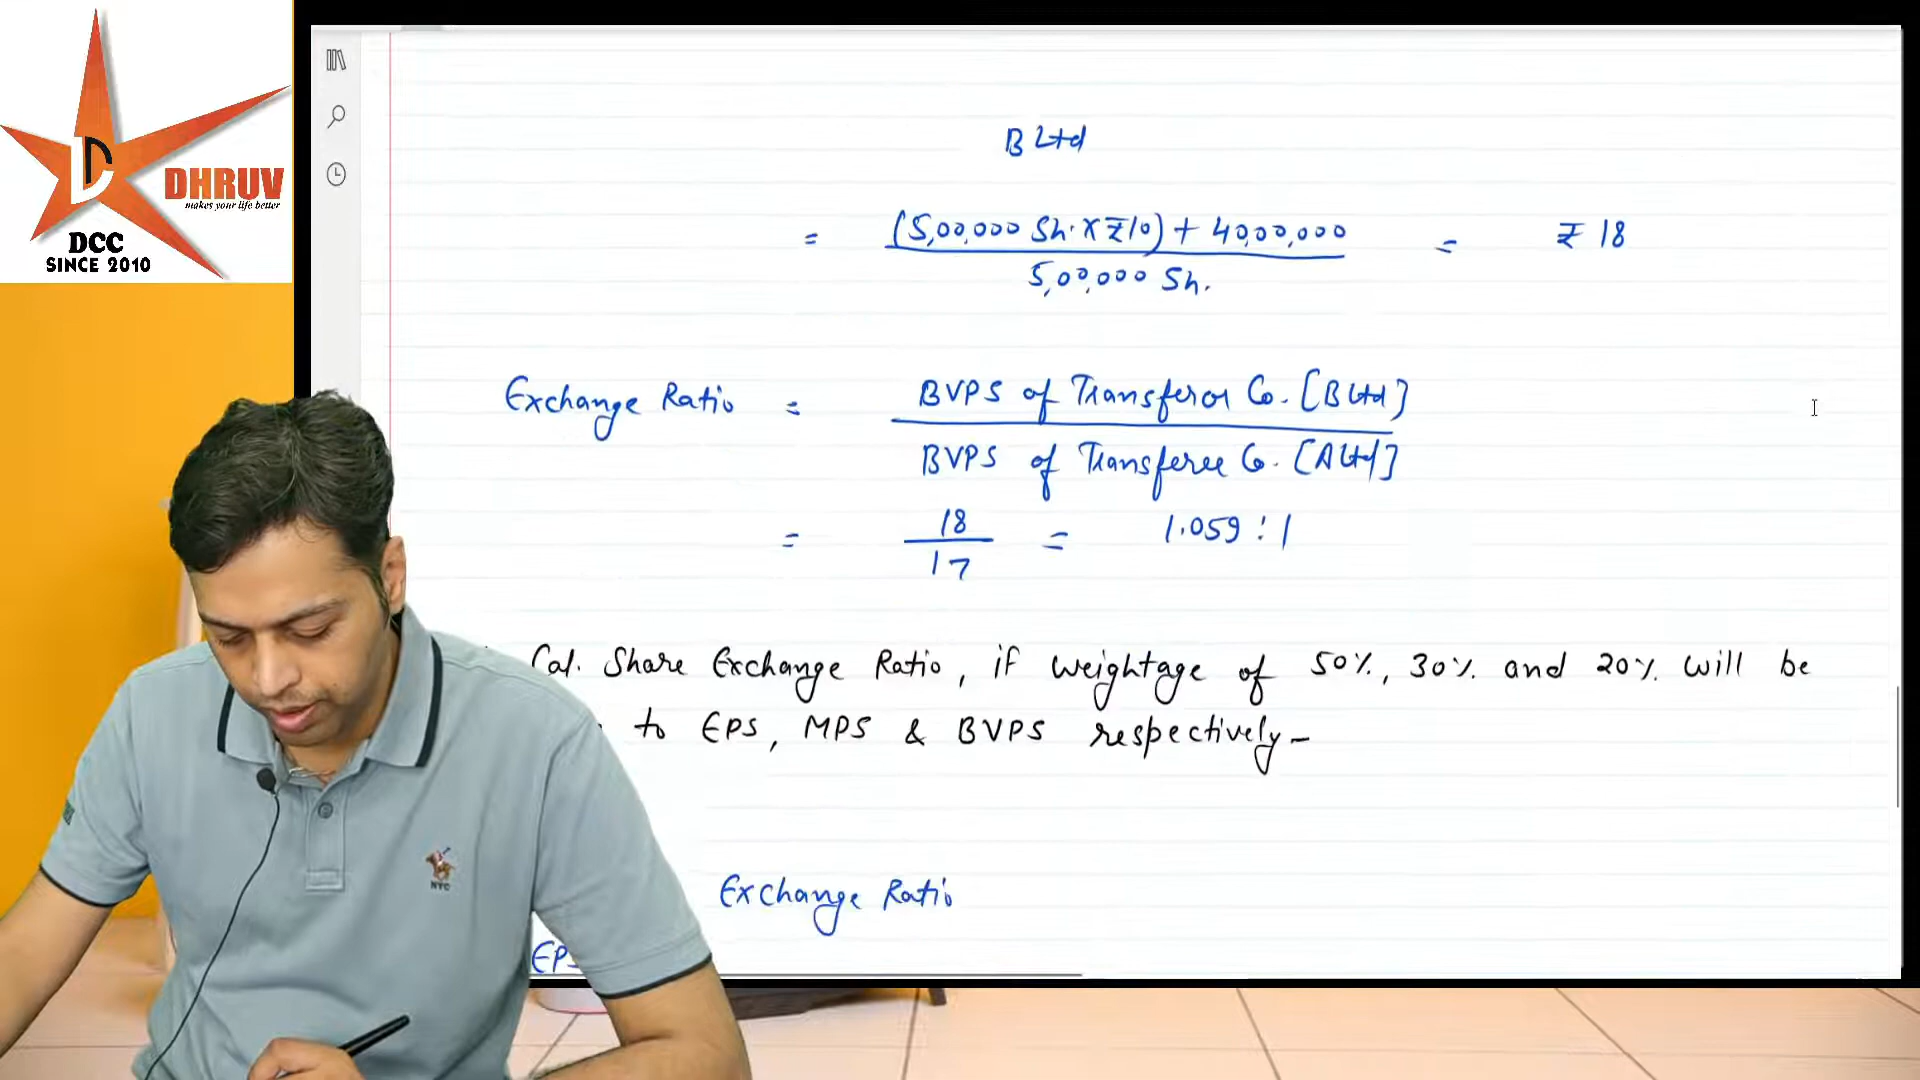 DC
DHRUV
makes your life better
DCC
SINCE 2010
B Ltd
= (5,00,000 Sh. X ₹10) + 40,00,000 = ₹ 18
5,00,000 Sh.
Exchange Ratio = BVPS of Transferor Co. [B Ltd]
BVPS of Transferee Co. [A Ltd]
= 18 = 1.059 : 1
17
Cal. Share Exchange Ratio, if weightage of 50%, 30% and 20% will be
to EPS, MPS & BVPS respectively -
Exchange Ratio
NYC